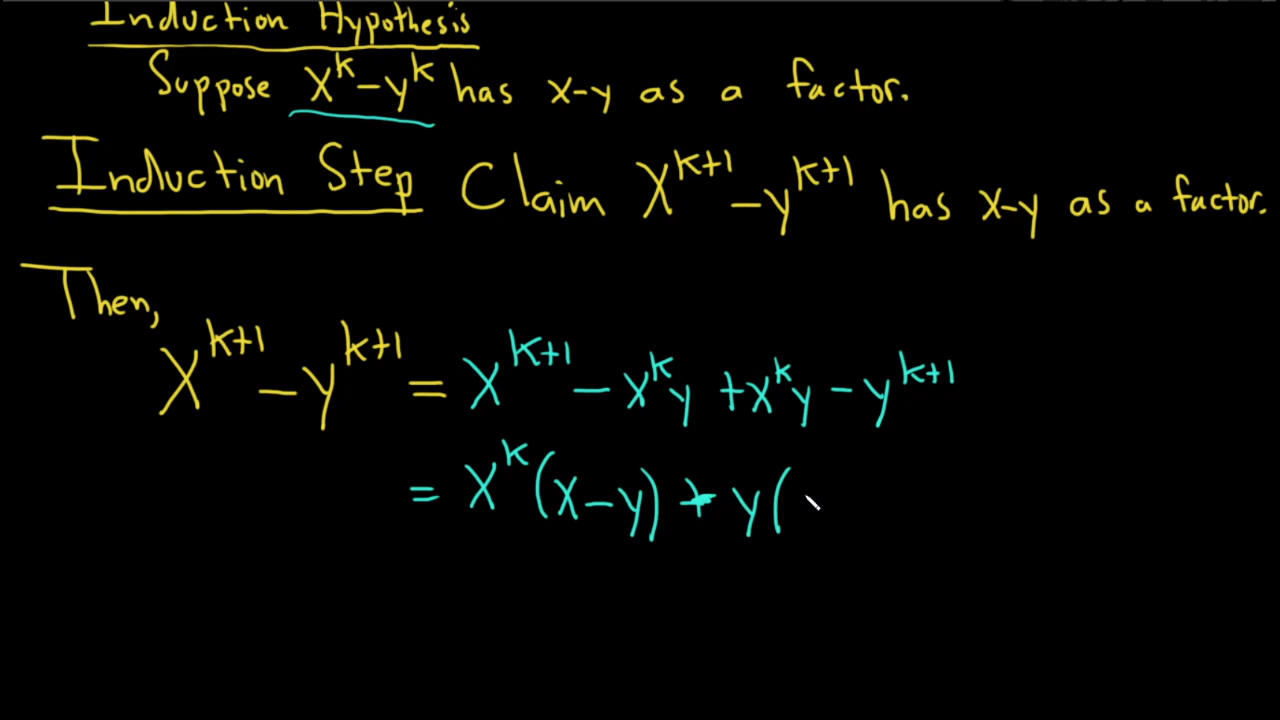 Induction Hypothesis
Suppose x^k - y^k has x-y as a factor.
Induction Step Claim x^{k+1} - y^{k+1} has x-y as a factor.
Then,
x^{k+1} - y^{k+1} = x^{k+1} - x^k y + x^k y - y^{k+1}
= x^k (x-y) + y (